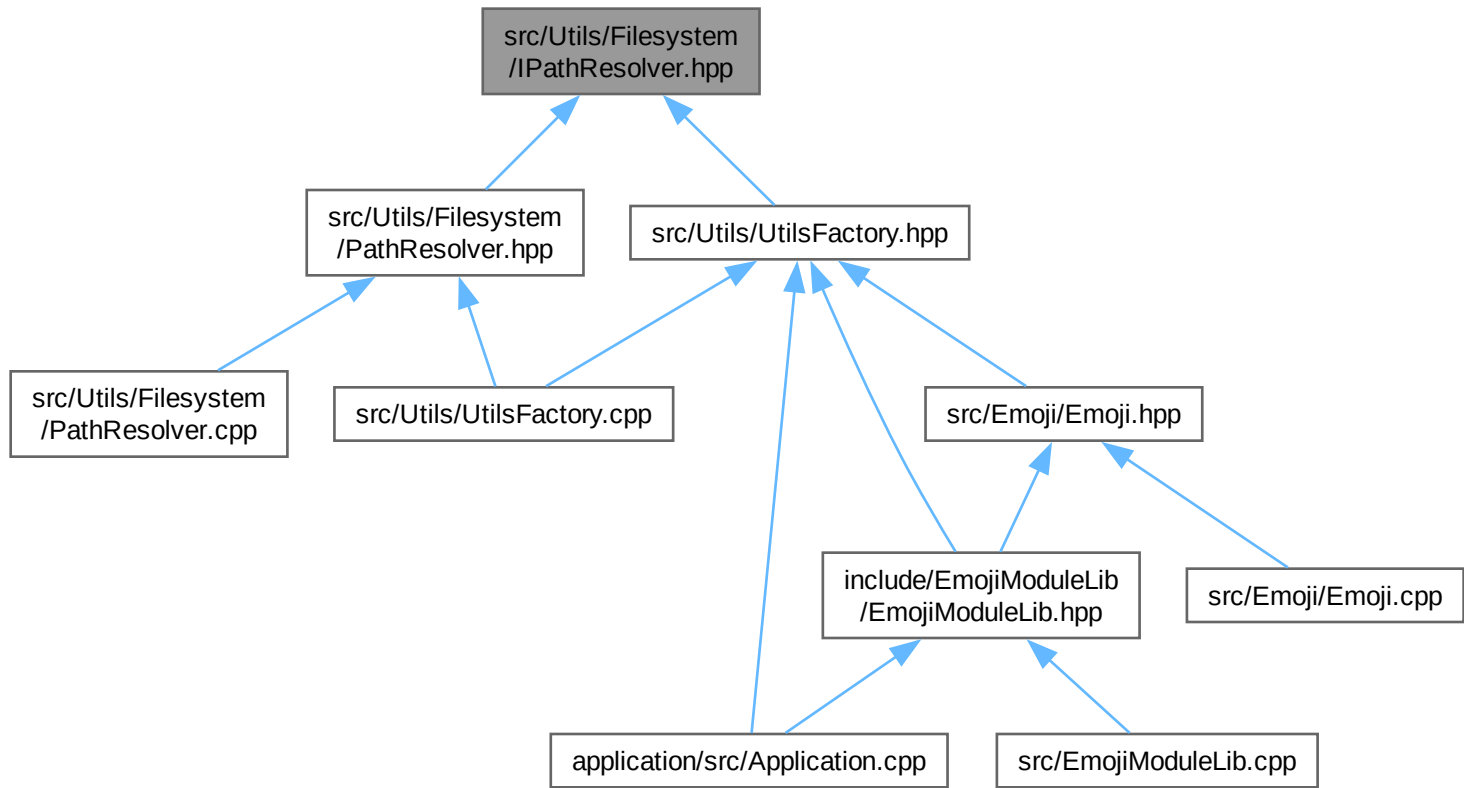 src/Utils/Filesystem
/IPathResolver.hpp
src/Utils/Filesystem
/PathResolver.hpp
src/Utils/UtilsFactory.hpp
src/Utils/Filesystem
/PathResolver.cpp
src/Utils/UtilsFactory.cpp
src/Emoji/Emoji.hpp
include/EmojiModuleLib
/EmojiModuleLib.hpp
src/Emoji/Emoji.cpp
application/src/Application.cpp
src/EmojiModuleLib.cpp